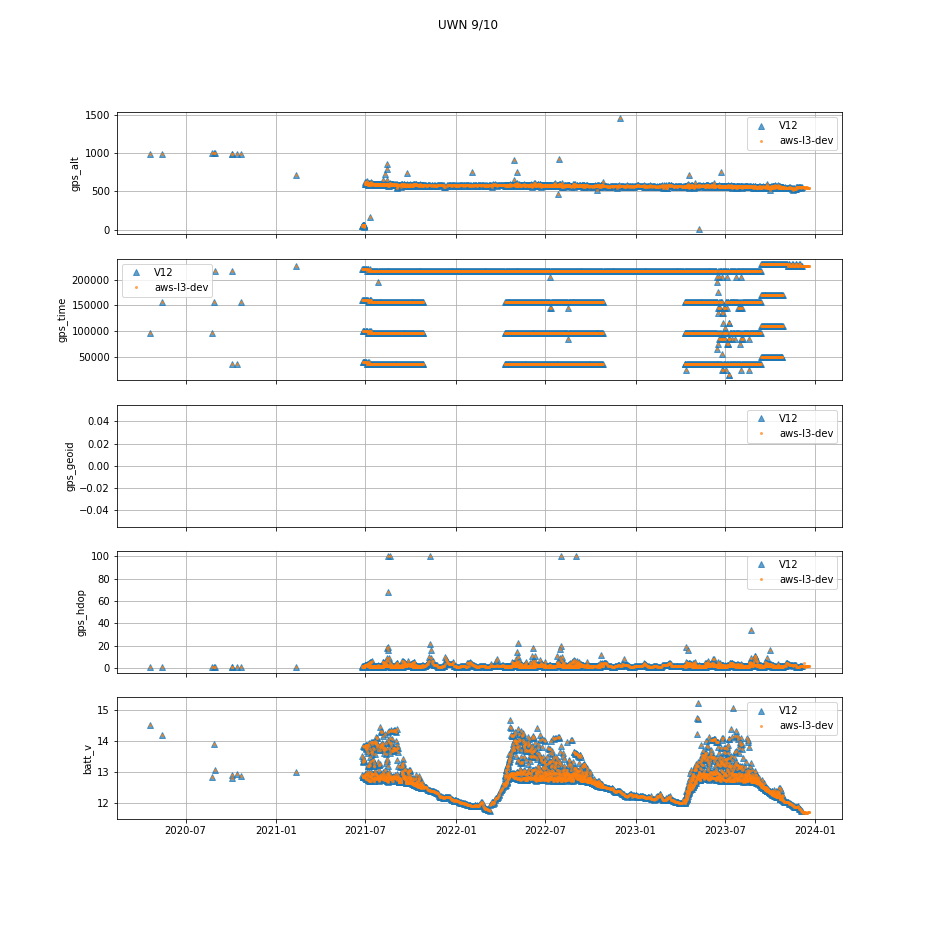 UWN 9/10
1500
1000
500
0
gps_alt
V12
aws-l3-dev
200000
150000
100000
50000
gps_time
V12
aws-l3-dev
0.04
0.02
0.00
−0.02
−0.04
gps_geoid
V12
aws-l3-dev
100
80
60
40
20
0
gps_hdop
V12
aws-l3-dev
15
14
13
12
batt_v
V12
aws-l3-dev
2020-07 2021-01 2021-07 2022-01 2022-07 2023-01 2023-07 2024-01